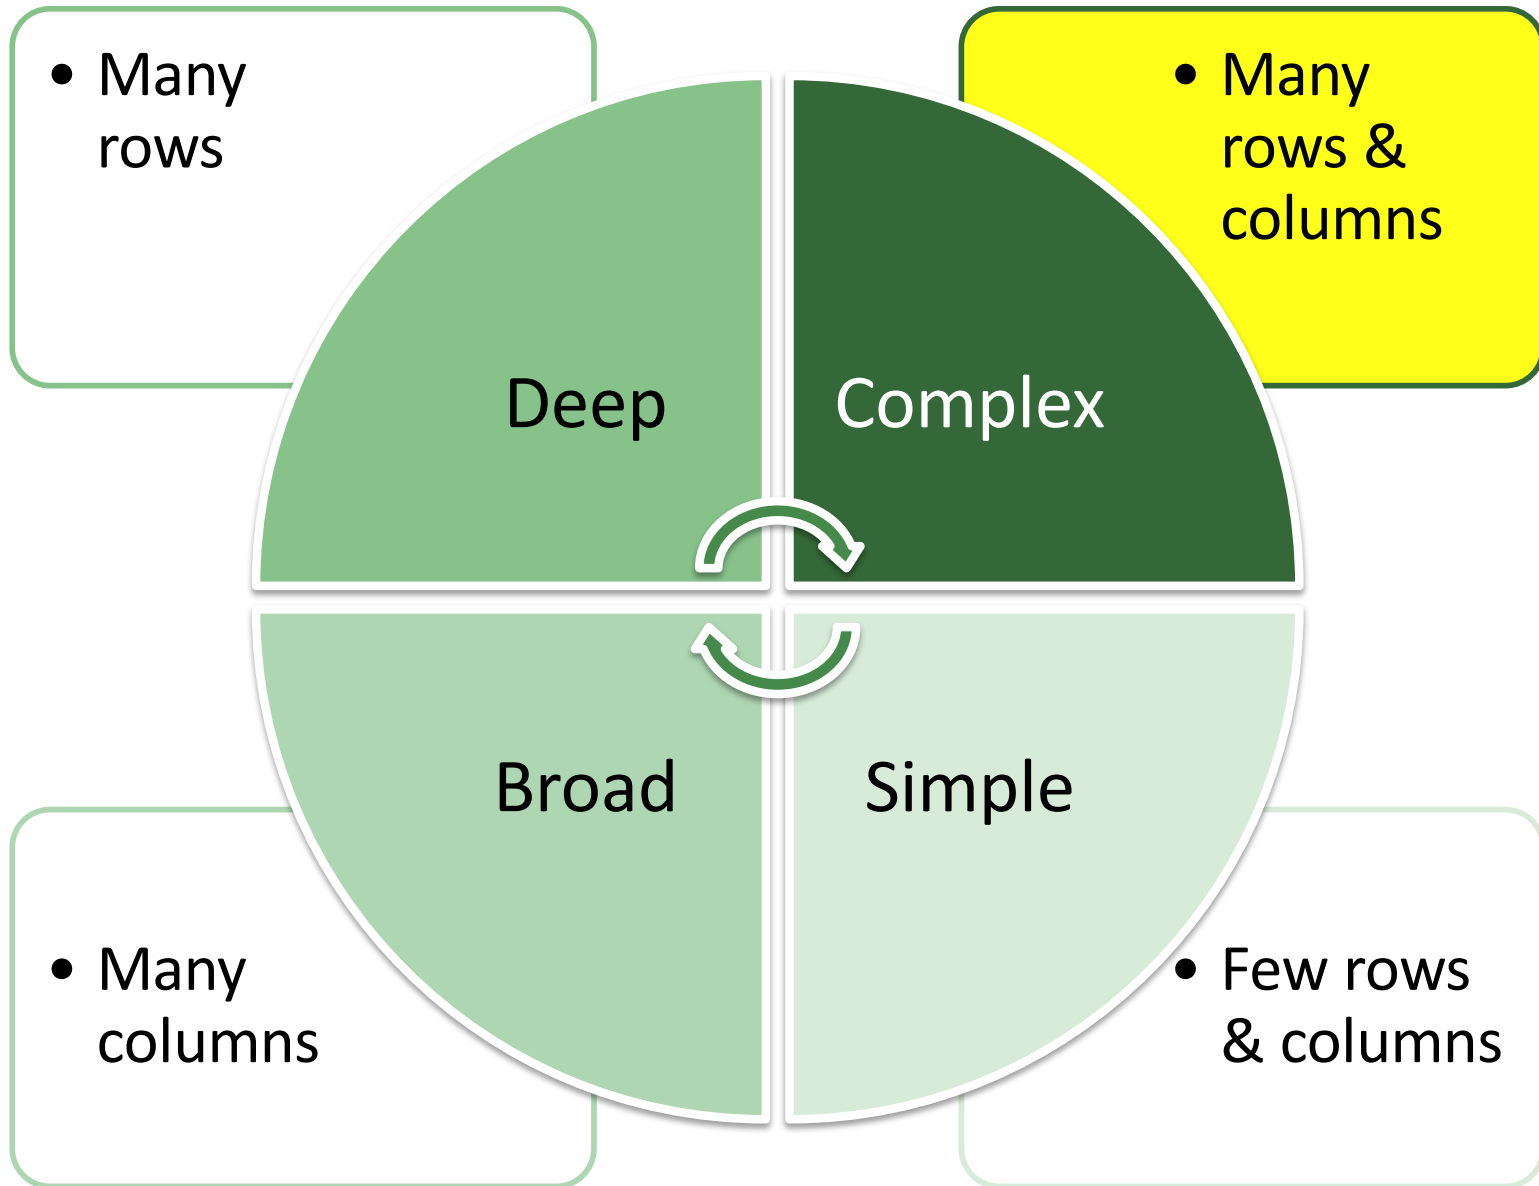 • Many
rows
• Many
rows &
columns
Deep
Complex
Broad
Simple
• Many
columns
• Few rows
& columns